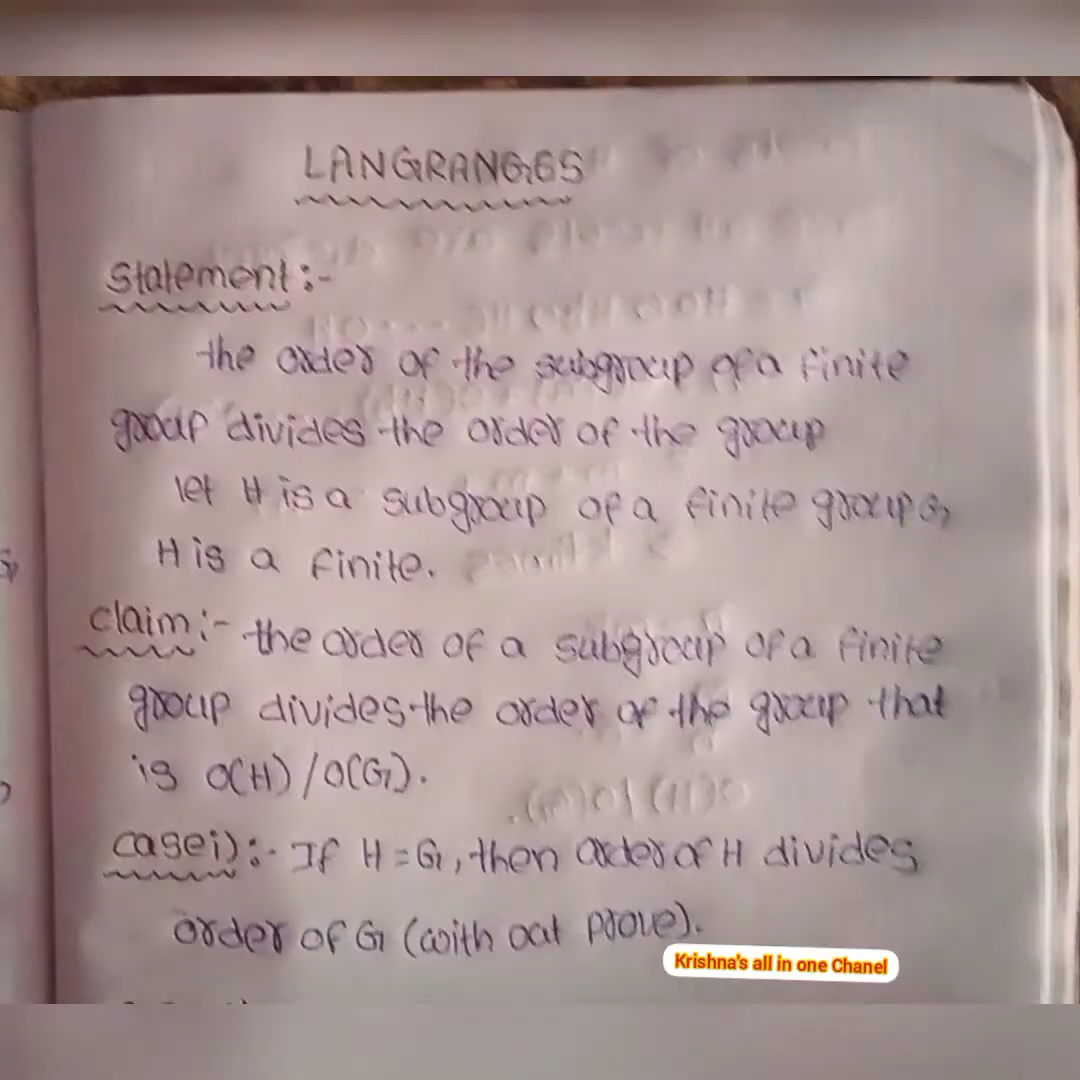 LANGRANGES
Statement:-
the order of the subgroup of a finite
group divides the order of the group
let H is a subgroup of a finite group G,
H is a finite.
claim:- the order of a subgroup of a finite
group divides the order of the group that
is O(H)/O(G).
case i):- If H = G, then order of H divides
order of G (with out prove).
Krishna's all in one Chanel